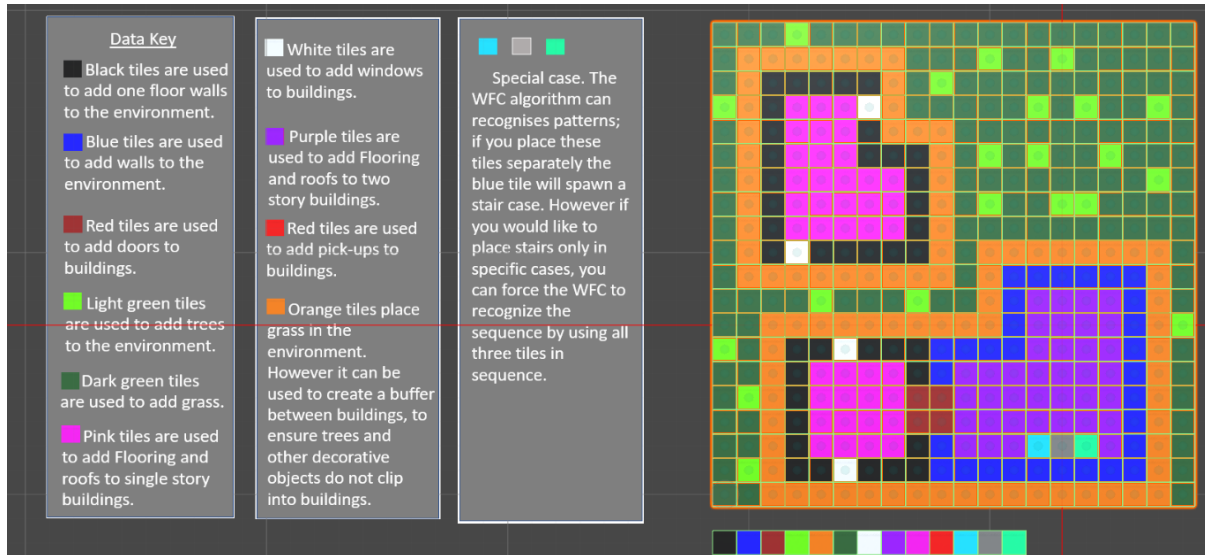 Data Key
Black tiles are used
to add one floor walls
to the environment.
Blue tiles are used
to add walls to the
environment.
Red tiles are used
to add doors to
buildings.
Light green tiles
are used to add trees
to the environment.
Dark green tiles
are used to add grass.
Pink tiles are used
to add Flooring and
roofs to single story
buildings.
White tiles are
used to add windows
to buildings.
Purple tiles are
used to add Flooring
and roofs to two
story buildings.
Red tiles are used
to add pick-ups to
buildings.
Orange tiles place
grass in the
environment.
However it can be
used to create a buffer
between buildings, to
ensure trees and
other decorative
objects do not clip
into buildings.
Special case. The
WFC algorithm can
recognises patterns;
if you place these
tiles separately the
blue tile will spawn a
stair case. However if
you would like to
place stairs only in
specific cases, you
can force the WFC to
recognize the
sequence by using all
three tiles in
sequence.